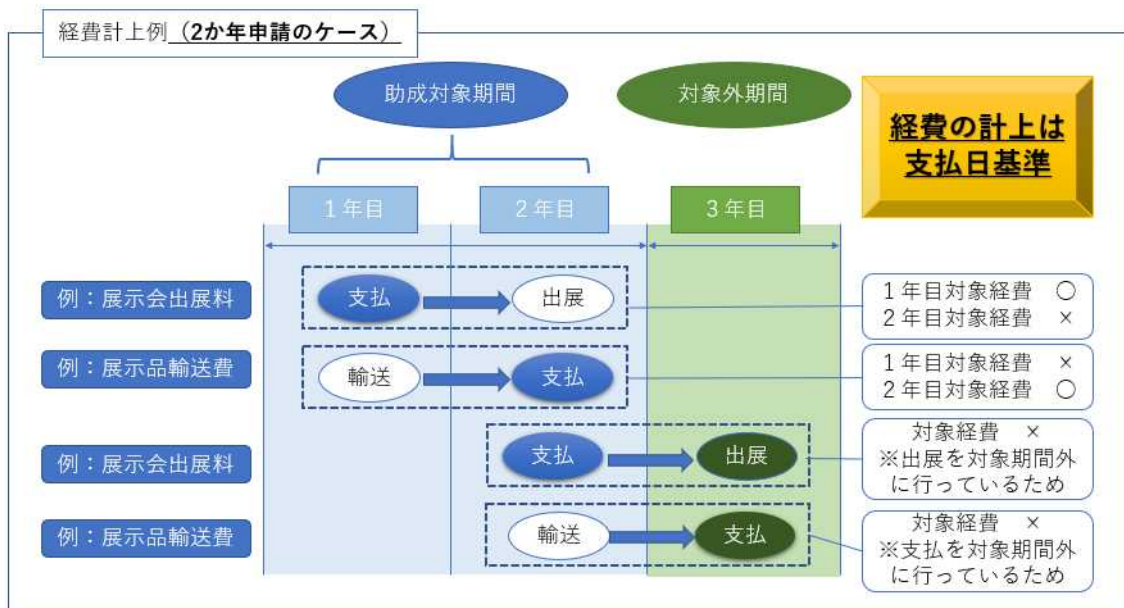 経費計上例（2か年申請のケース）
助成対象期間
対象外期間
経費の計上は
支払日基準
1年目
2年目
3年目
例：展示会出展料
支払
出展
1年目対象経費　〇
2年目対象経費　×
例：展示品輸送費
輸送
支払
1年目対象経費　×
2年目対象経費　〇
例：展示会出展料
支払
出展
対象経費　×
※出展を対象期間外
に行っているため
例：展示品輸送費
輸送
支払
対象経費　×
※支払を対象期間外
に行っているため